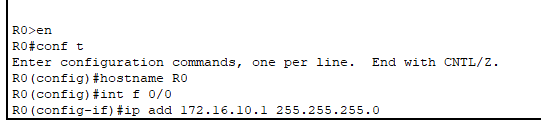 R0>en
R0#conf t
Enter configuration commands, one per line.  End with CNTL/Z.
R0(config)#hostname R0
R0(config)#int f 0/0
R0(config-if)#ip add 172.16.10.1 255.255.255.0